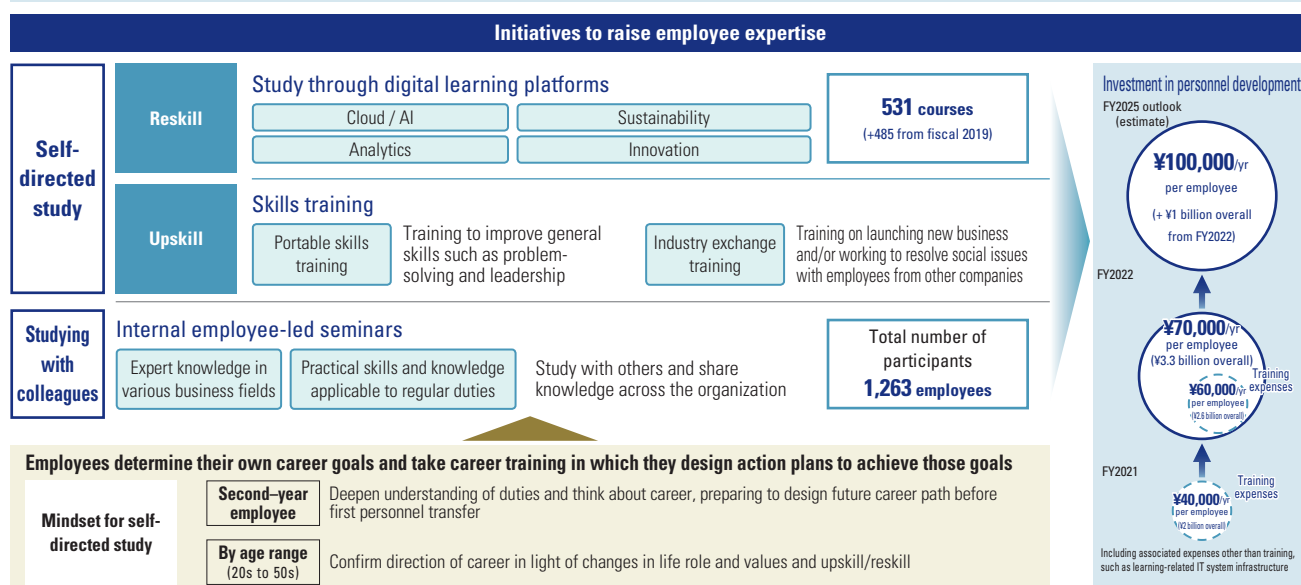 Initiatives to raise employee expertise
Self-
directed
study
Reskill
Study through digital learning platforms
Cloud / AI
Sustainability
Analytics
Innovation
531 courses
(+485 from fiscal 2019)
Upskill
Skills training
Portable skills
training
Training to improve general
skills such as problem-
solving and leadership
Industry exchange
training
Training on launching new business
and/or working to resolve social issues
with employees from other companies
Studying
with
colleagues
Internal employee-led seminars
Expert knowledge in
various business fields
Practical skills and knowledge
applicable to regular duties
Study with others and share
knowledge across the organization
Total number of
participants
1,263 employees
Employees determine their own career goals and take career training in which they design action plans to achieve those goals
Mindset for self-
directed study
Second–year
employee
Deepen understanding of duties and think about career, preparing to design future career path before
first personnel transfer
By age range
(20s to 50s)
Confirm direction of career in light of changes in life role and values and upskill/reskill
Investment in personnel development
FY2025 outlook
(estimate)
¥100,000/yr
per employee
(+ ¥1 billion overall
from FY2022)
FY2022
¥70,000/yr
per employee
(¥3.3 billion overall)
Training
expenses
¥60,000/yr
per employee
(¥2.6 billion overall)
FY2021
Training
expenses
¥40,000/yr
per employee
(¥2 billion overall)
Including associated expenses other than training,
such as learning-related IT system infrastructure